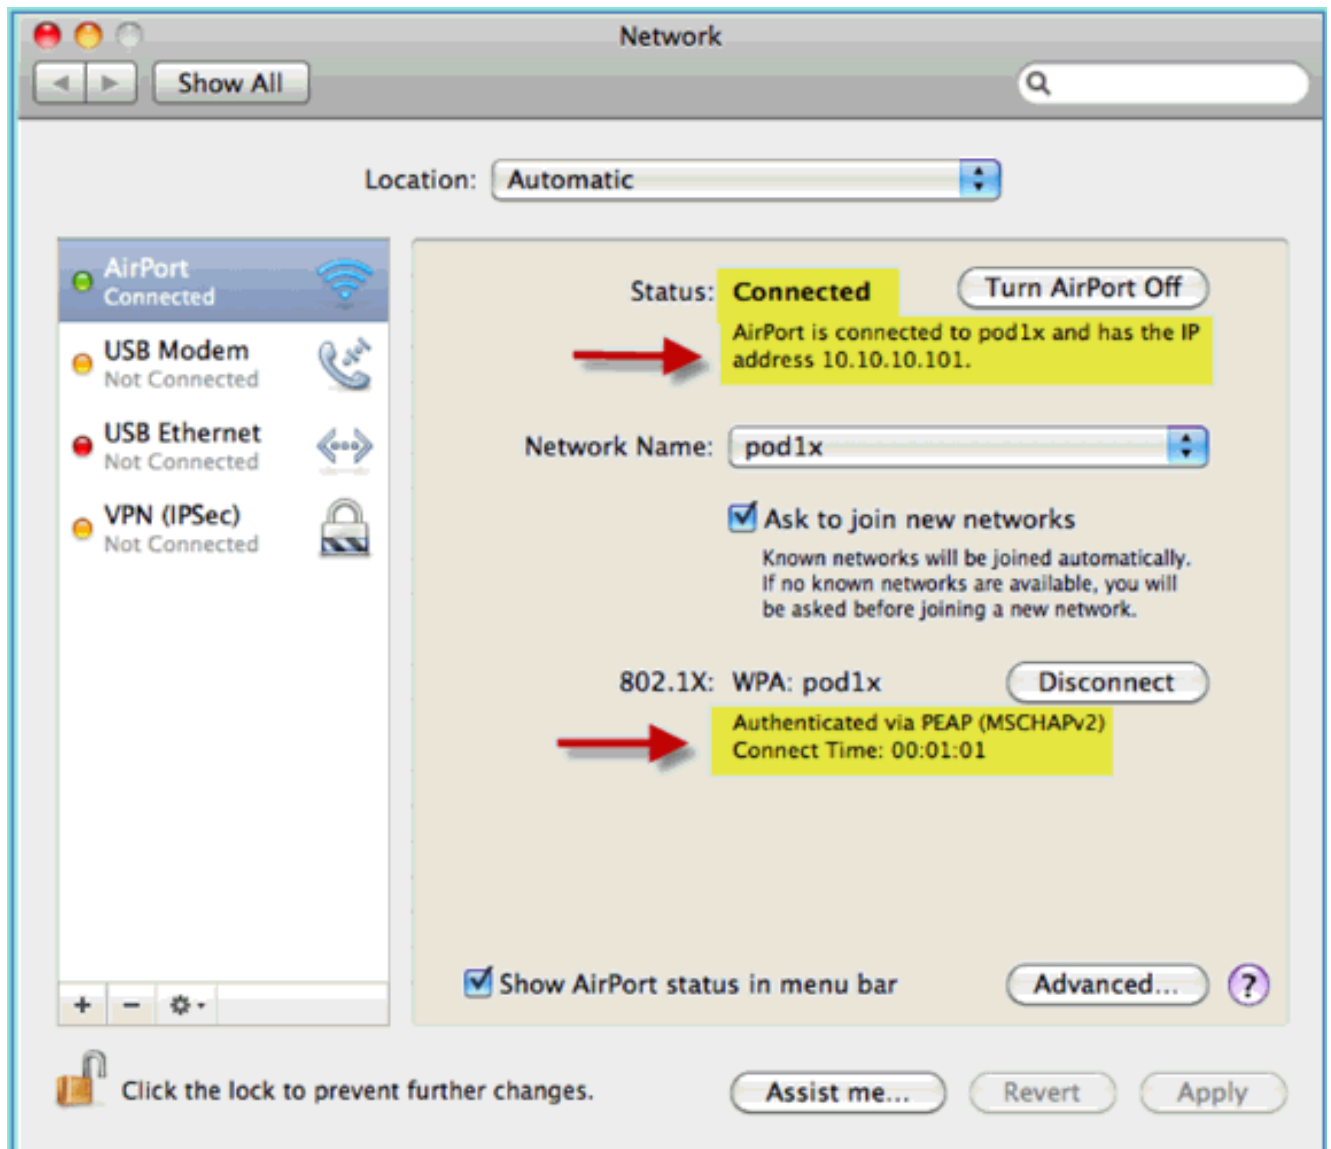 Network
Show All
Location: Automatic
AirPort
Connected
USB Modem
Not Connected
USB Ethernet
Not Connected
VPN (IPSec)
Not Connected
Status: Connected Turn AirPort Off
AirPort is connected to pod1x and has the IP
address 10.10.10.101.
Network Name: pod1x
Ask to join new networks
Known networks will be joined automatically.
If no known networks are available, you will
be asked before joining a new network.
802.1X: WPA: pod1x Disconnect
Authenticated via PEAP (MSCHAPv2)
Connect Time: 00:01:01
Show AirPort status in menu bar Advanced... ?
+ −
Click the lock to prevent further changes. Assist me... Revert Apply